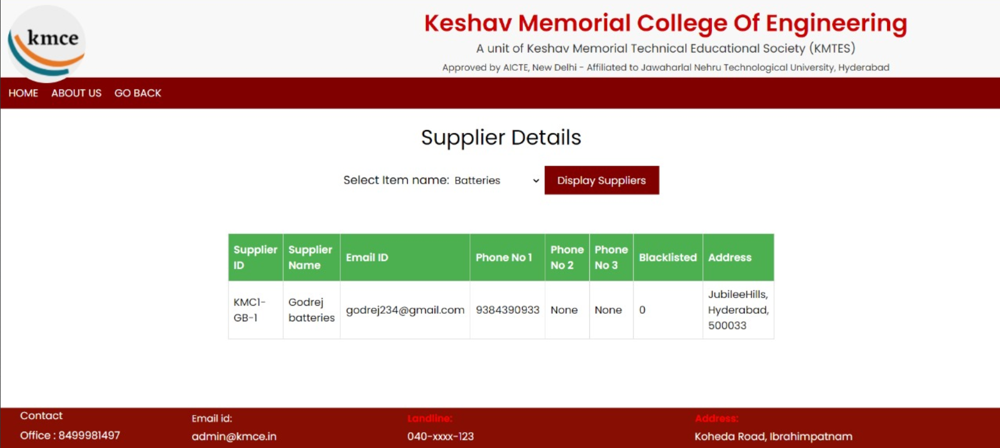 kmce
Keshav Memorial College Of Engineering
A unit of Keshav Memorial Technical Educational Society (KMTES)
Approved by AICTE, New Delhi - Affiliated to Jawaharlal Nehru Technological University, Hyderabad
HOME ABOUT US GO BACK
Supplier Details
Select Item name: Batteries Display Suppliers
Supplier ID Supplier Name Email ID Phone No 1 Phone No 2 Phone No 3 Blacklisted Address
KMC1-GB-1 Godrej batteries godrej234@gmail.com 9384390933 None None 0 JubileeHills, Hyderabad, 500033
Contact Email id: Landline: Address:
Office : 8499981497 admin@kmce.in 040-xxxx-123 Koheda Road, Ibrahimpatnam